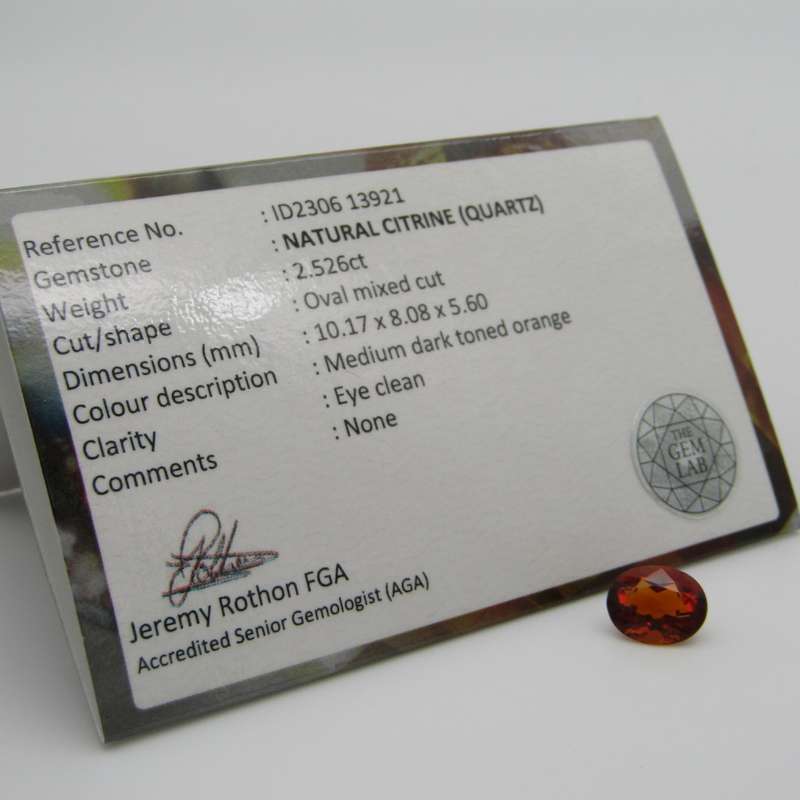 Reference No. : ID2306 13921
Gemstone : NATURAL CITRINE (QUARTZ)
Weight : 2.526ct
Cut/shape : Oval mixed cut
Dimensions (mm) : 10.17 x 8.08 x 5.60
Colour description : Medium dark toned orange
Clarity : Eye clean
Comments : None
THE
GEM
LAB
Jeremy Rothon FGA
Accredited Senior Gemologist (AGA)